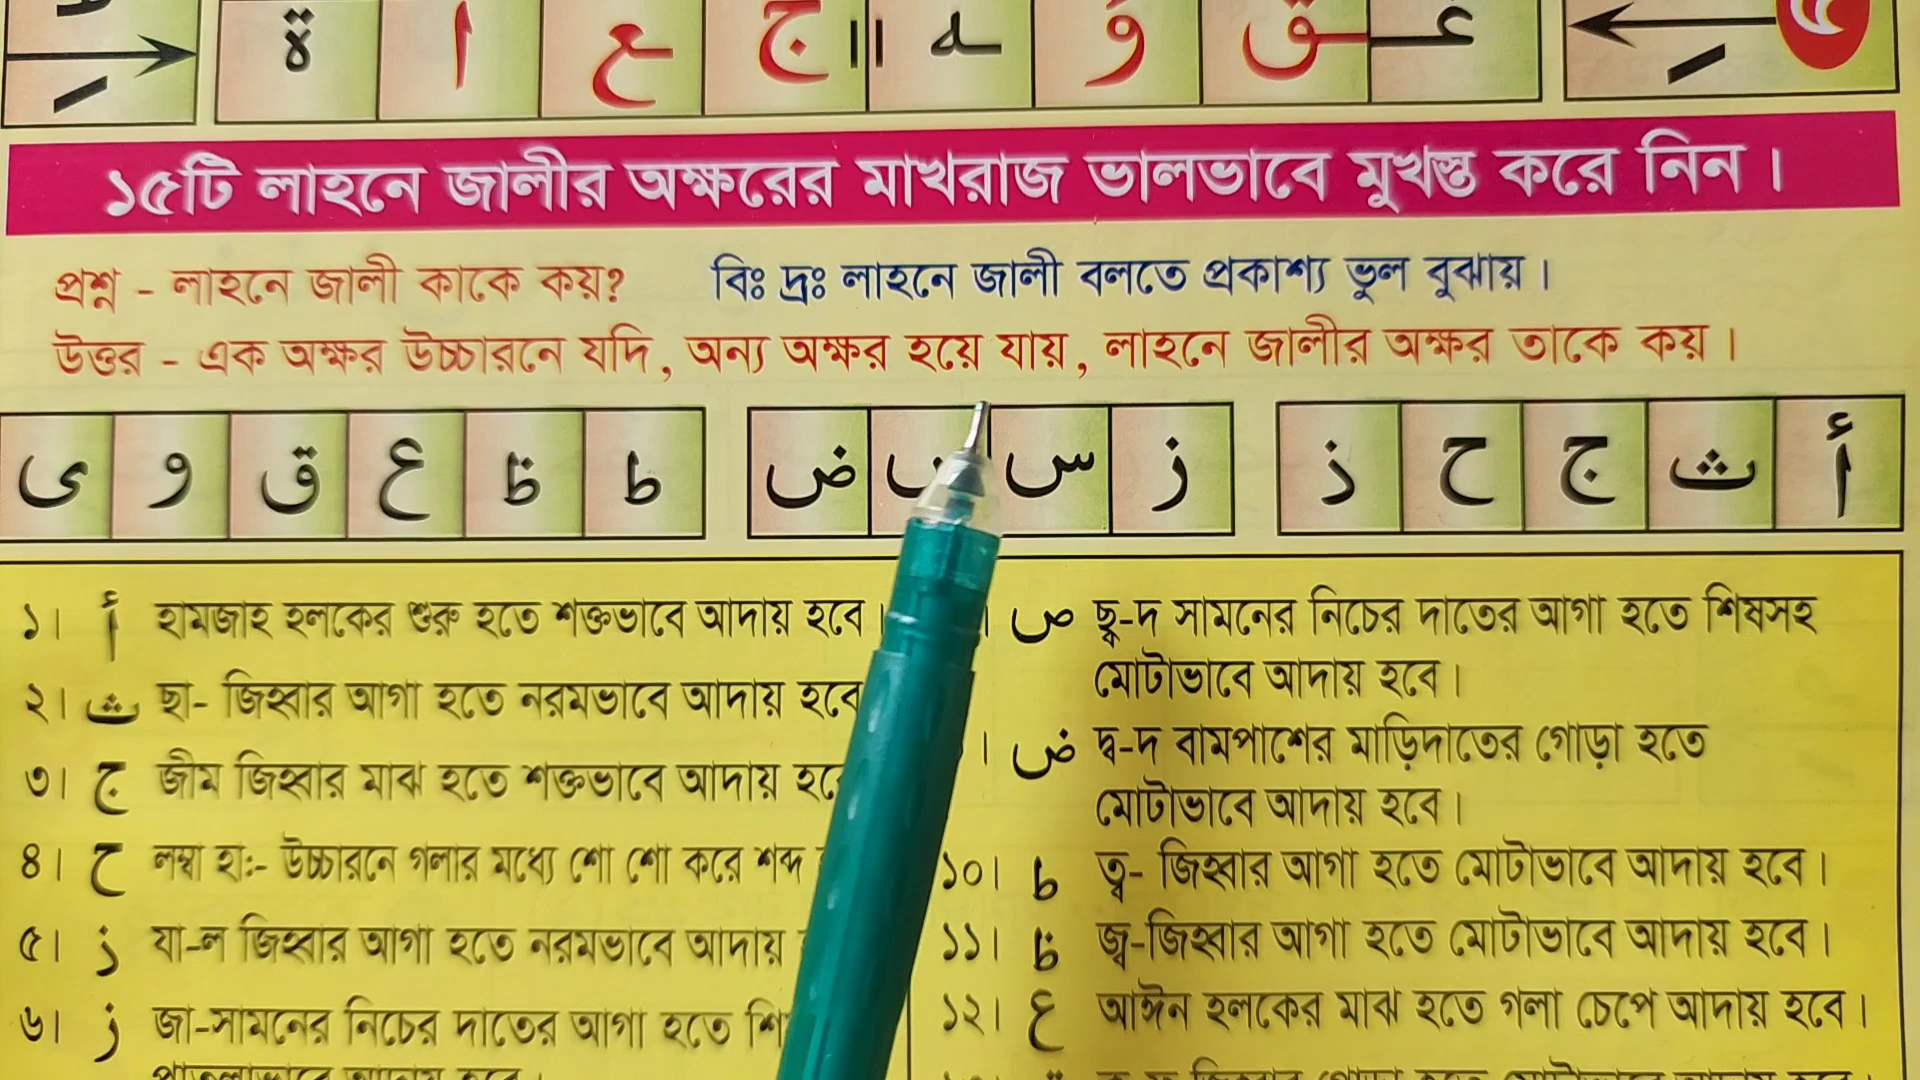 ১৫টি লাহনে জালীর অক্ষরের মাখরাজ ভালভাবে মুখস্ত করে নিন।
প্রশ্ন - লাহনে জালী কাকে কয়? বিঃ দ্রঃ লাহনে জালী বলতে প্রকাশ্য ভুল বুঝায়।
উত্তর - এক অক্ষর উচ্চারনে যদি, অন্য অক্ষর হয়ে যায়, লাহনে জালীর অক্ষর তাকে কয়।
أ ث ج ح ذ ز س ض ط ظ ع ق و ى
১। أ হামজাহ হলকের শুরু হতে শক্তভাবে আদায় হবে
২। ث ছা- জিহ্বার আগা হতে নরমভাবে আদায় হবে
৩। ج জীম জিহ্বার মাঝ হতে শক্তভাবে আদায়
৪। ح লম্বা হা:- উচ্চারনে গলার মধ্যে শো শো করে শব্দ
৫। ذ যা-ল জিহ্বার আগা হতে নরমভাবে আদায়
৬। ز জা-সামনের নিচের দাতের আগা হতে
ص ছ্ব-দ সামনের নিচের দাতের আগা হতে শিষসহ
মোটাভাবে আদায় হবে।
ض দ্ব-দ বামপাশের মাড়িদাতের গোড়া হতে
মোটাভাবে আদায় হবে।
১০। ط ত্ব- জিহ্বার আগা হতে মোটাভাবে আদায় হবে।
১১। ظ জ্ব-জিহ্বার আগা হতে মোটাভাবে আদায় হবে।
১২। ع আঈন হলকের মাঝ হতে গলা চেপে আদায় হবে।